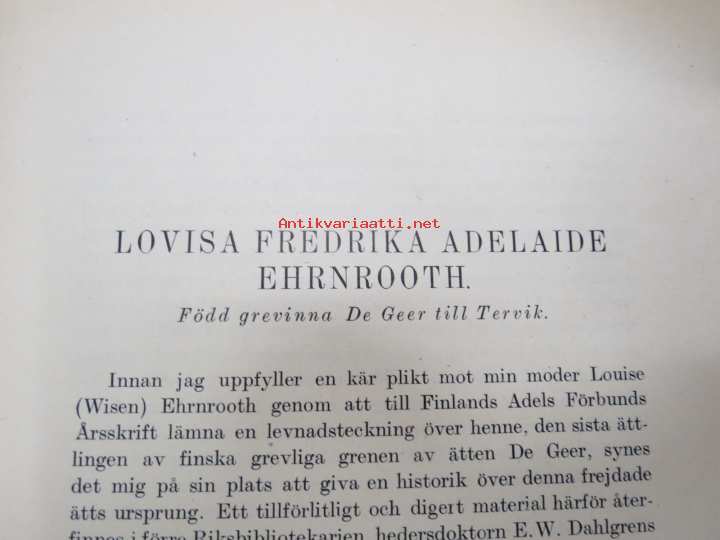 Antikvariaatti.net
LOVISA FREDRIKA ADELAIDE
EHRNROOTH.
Född grevinna De Geer till Tervik.
Innan jag uppfyller en kär plikt mot min moder Louise
(Wisen) Ehrnrooth genom att till Finlands Adels Förbunds
Årsskrift lämna en levnadsteckning över henne, den sista ätt-
lingen av finska grevliga grenen av ätten De Geer, synes
det mig på sin plats att giva en historik över denna frejdade
ätts ursprung. Ett tillförlitligt och digert material härför åter-
finnes i förre Riksbibliotekarien, hedersdoktorn E. W. Dahlgrens